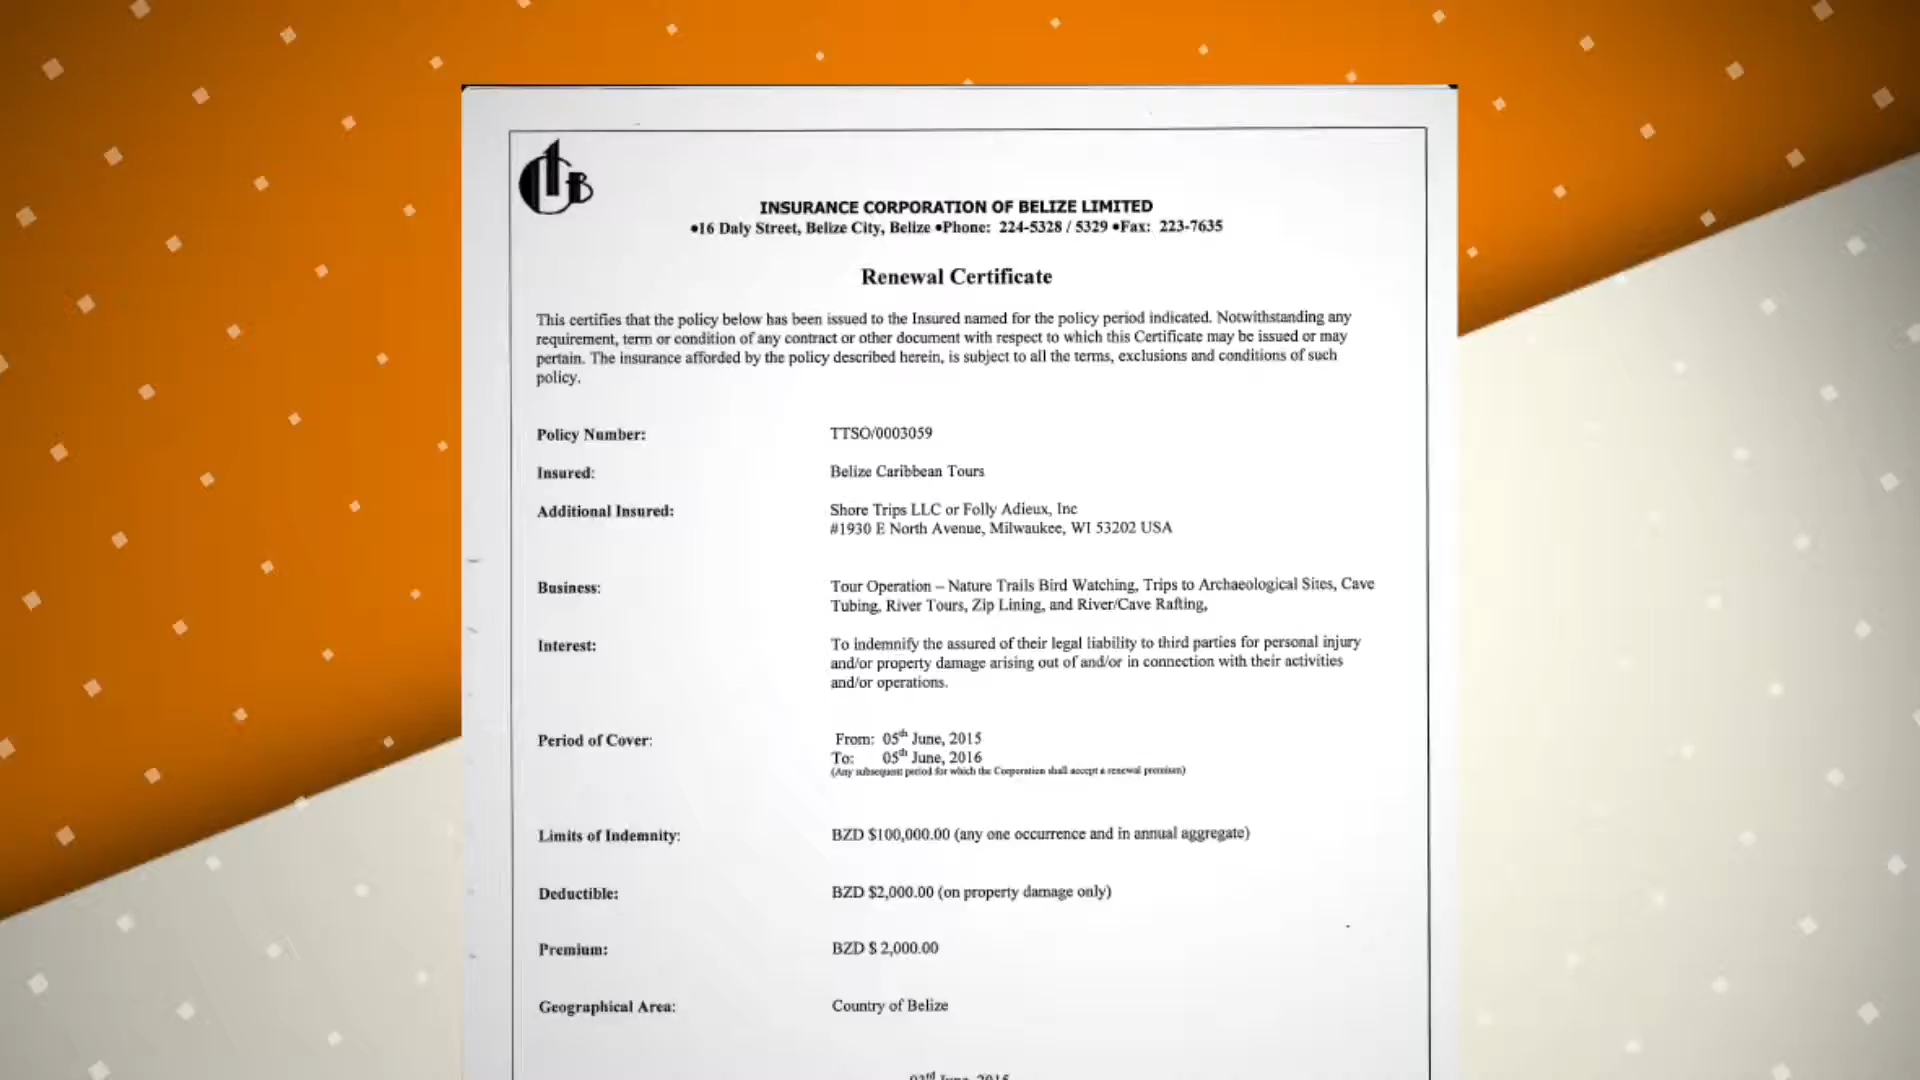 INSURANCE CORPORATION OF BELIZE LIMITED
•16 Daly Street, Belize City, Belize •Phone: 224-5328 / 5329 •Fax: 223-7635
Renewal Certificate
This certifies that the policy below has been issued to the Insured named for the policy period indicated. Notwithstanding any
requirement, term or condition of any contract or other document with respect to which this Certificate may be issued or may
pertain. The insurance afforded by the policy described herein, is subject to all the terms, exclusions and conditions of such
policy.
Policy Number: TTSO/0003059
Insured: Belize Caribbean Tours
Additional Insured: Shore Trips LLC or Folly Adieux, Inc
#1930 E North Avenue, Milwaukee, WI 53202 USA
Business: Tour Operation – Nature Trails Bird Watching, Trips to Archaeological Sites, Cave
Tubing, River Tours, Zip Lining, and River/Cave Rafting,
Interest: To indemnify the assured of their legal liability to third parties for personal injury
and/or property damage arising out of and/or in connection with their activities
and/or operations.
Period of Cover: From: 05th June, 2015
To: 05th June, 2016
(Any subsequent period for which the Corporation shall accept a renewal premium)
Limits of Indemnity: BZD $100,000.00 (any one occurrence and in annual aggregate)
Deductible: BZD $2,000.00 (on property damage only)
Premium: BZD $ 2,000.00
Geographical Area: Country of Belize